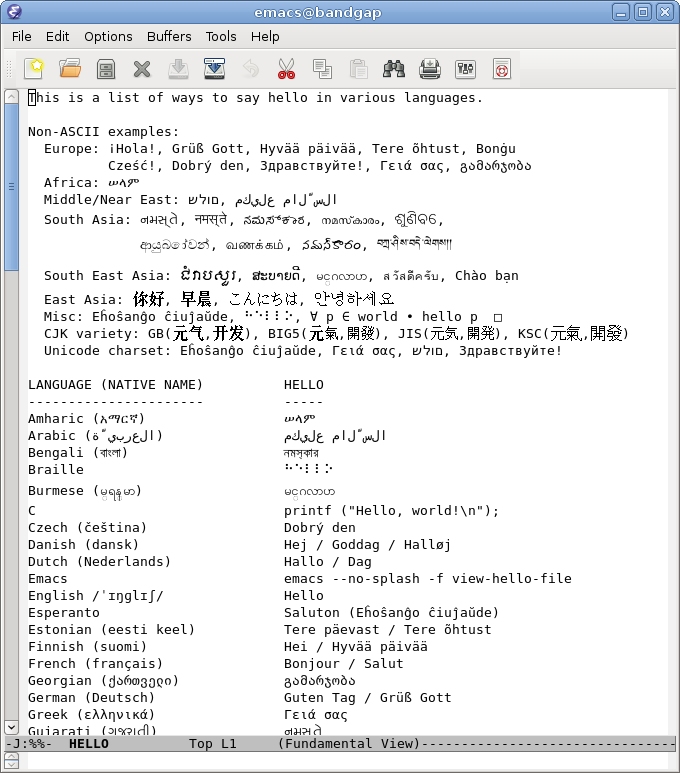 emacs@bandgap
File Edit Options Buffers Tools Help
This is a list of ways to say hello in various languages.
Non-ASCII examples:
Europe: ¡Hola!, Grüß Gott, Hyvää päivää, Tere õhtust, Bonġu
Cześć!, Dobrý den, Здравствуйте!, Γειά σας, გამარჯობა
Africa: ሠላም
Middle/Near East: שלום, السّلام عليكم
South Asia: નમસ્તે, नमस्ते, ನಮಸ್ಕಾರ, നമസ്കാരം, ଶୁଣିବେ,
ආයුබෝවන්, வணக்கம், నమస్కారం, བཀྲ་ཤིས་བདེ་ལེགས༎
South East Asia: ជំរាបសួរ, ສະບາຍດີ, မင်္ဂလာပါ, สวัสดีครับ, Chào bạn
East Asia: 你好, 早晨, こんにちは, 안녕하세요
Misc: Eĥoŝanĝo ĉiuĵaŭde, ⠓⠑⠇⠇⠕, ∀ p ∈ world • hello p □
CJK variety: GB(元气,开发), BIG5(元氣,開發), JIS(元気,開発), KSC(元氣,開發)
Unicode charset: Eĥoŝanĝo ĉiuĵaŭde, Γειά σας, שלום, Здравствуйте!
LANGUAGE (NATIVE NAME) HELLO
---------------------- -----
Amharic (አማርኛ) ሠላም
Arabic (العربيّة) السّلام عليكم
Bengali (বাংলা) নমস্কার
Braille ⠓⠑⠇⠇⠕
Burmese (မြန်မာ) မင်္ဂလာပါ
C printf ("Hello, world!\n");
Czech (čeština) Dobrý den
Danish (dansk) Hej / Goddag / Halløj
Dutch (Nederlands) Hallo / Dag
Emacs emacs --no-splash -f view-hello-file
English /ˈɪŋɡlɪʃ/ Hello
Esperanto Saluton (Eĥoŝanĝo ĉiuĵaŭde)
Estonian (eesti keel) Tere päevast / Tere õhtust
Finnish (suomi) Hei / Hyvää päivää
French (français) Bonjour / Salut
Georgian (ქართველი) გამარჯობა
German (Deutsch) Guten Tag / Grüß Gott
Greek (ελληνικά) Γειά σας
Gujarati (ગુજરાતી) નમસ્તે
-J:%%- HELLO Top L1 (Fundamental View)-------------------------------